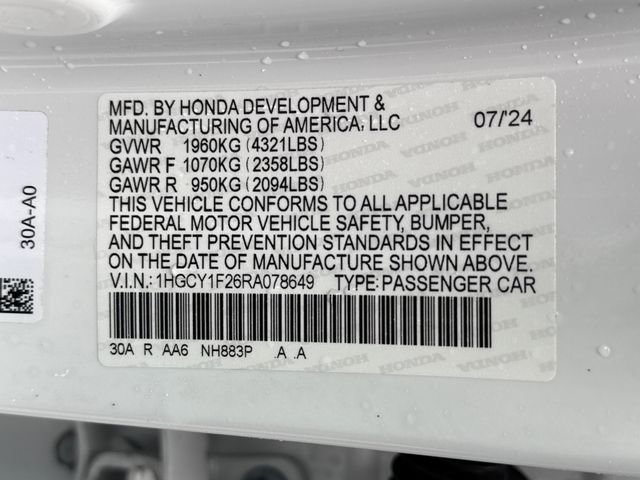 MFD. BY HONDA DEVELOPMENT &
MANUFACTURING OF AMERICA, LLC 07/24
GVWR 1960KG (4321LBS)
GAWR F 1070KG (2358LBS)
GAWR R 950KG (2094LBS)
THIS VEHICLE CONFORMS TO ALL APPLICABLE
FEDERAL MOTOR VEHICLE SAFETY, BUMPER,
AND THEFT PREVENTION STANDARDS IN EFFECT
ON THE DATE OF MANUFACTURE SHOWN ABOVE.
V.I.N.: 1HGCY1F26RA078649 TYPE: PASSENGER CAR
30A R AA6 NH883P .A .A
30A-A0